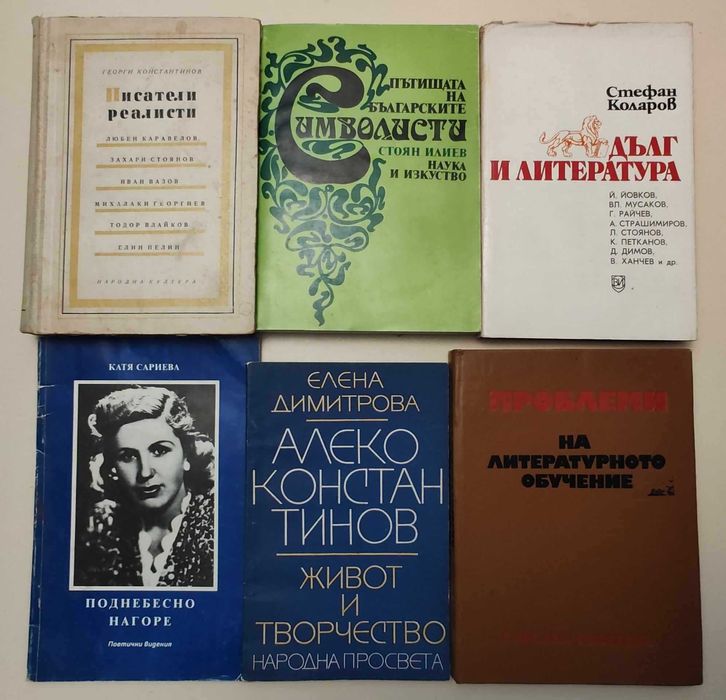 ГЕОРГИ КОНСТАНТИНОВ
Писатели
реалисти
ЛЮБЕН КАРАВЕЛОВ
ЗАХАРИ СТОЯНОВ
ИВАН ВАЗОВ
МИХАЛАКИ ГЕОРГИЕВ
ТОДОР ВЛАЙКОВ
ЕЛИН ПЕЛИН
НАРОДНА КУЛТУРА
ПЪТИЩАТА
НА
БЪЛГАРСКИТЕ
СИМВОЛИСТИ
СТОЯН ИЛИЕВ
НАУКА
И ИЗКУСТВО
Стефан
Коларов
ДЪЛГ
И ЛИТЕРАТУРА
Й. ЙОВКОВ,
ВЛ. МУСАКОВ,
Г. РАЙЧЕВ,
А. СТРАШИМИРОВ,
Л. СТОЯНОВ,
К. ПЕТКАНОВ,
Д. ДИМОВ,
В. ХАНЧЕВ и др.
ВИ
КАТЯ САРИЕВА
ПОДНЕБЕСНО
НАГОРЕ
Поетични видения
ЕЛЕНА
ДИМИТРОВА
АЛЕКО
КОНСТАН
ТИНОВ
ЖИВОТ
И
ТВОРЧЕСТВО
НАРОДНА ПРОСВЕТА
ПРОБЛЕМИ
НА
ЛИТЕРАТУРНОТО
ОБУЧЕНИЕ